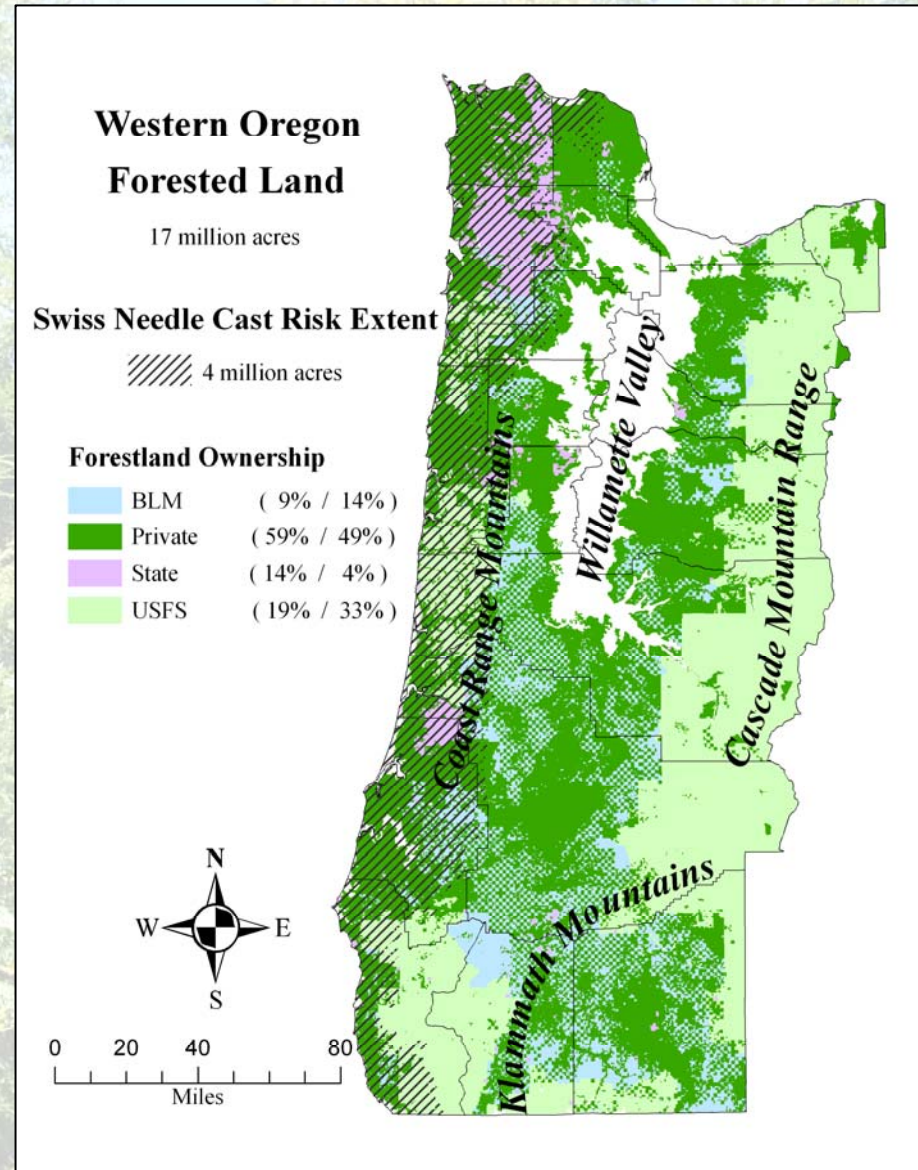 Western Oregon
Forested Land
17 million acres
Swiss Needle Cast Risk Extent
4 million acres
Forestland Ownership
BLM ( 9% / 14%)
Private ( 59% / 49%)
State ( 14% / 4%)
USFS ( 19% / 33%)
Coast Range Mountains
Willamette Valley
Cascade Mountain Range
Klammath Mountains
N
W E
S
0 20 40 80
Miles